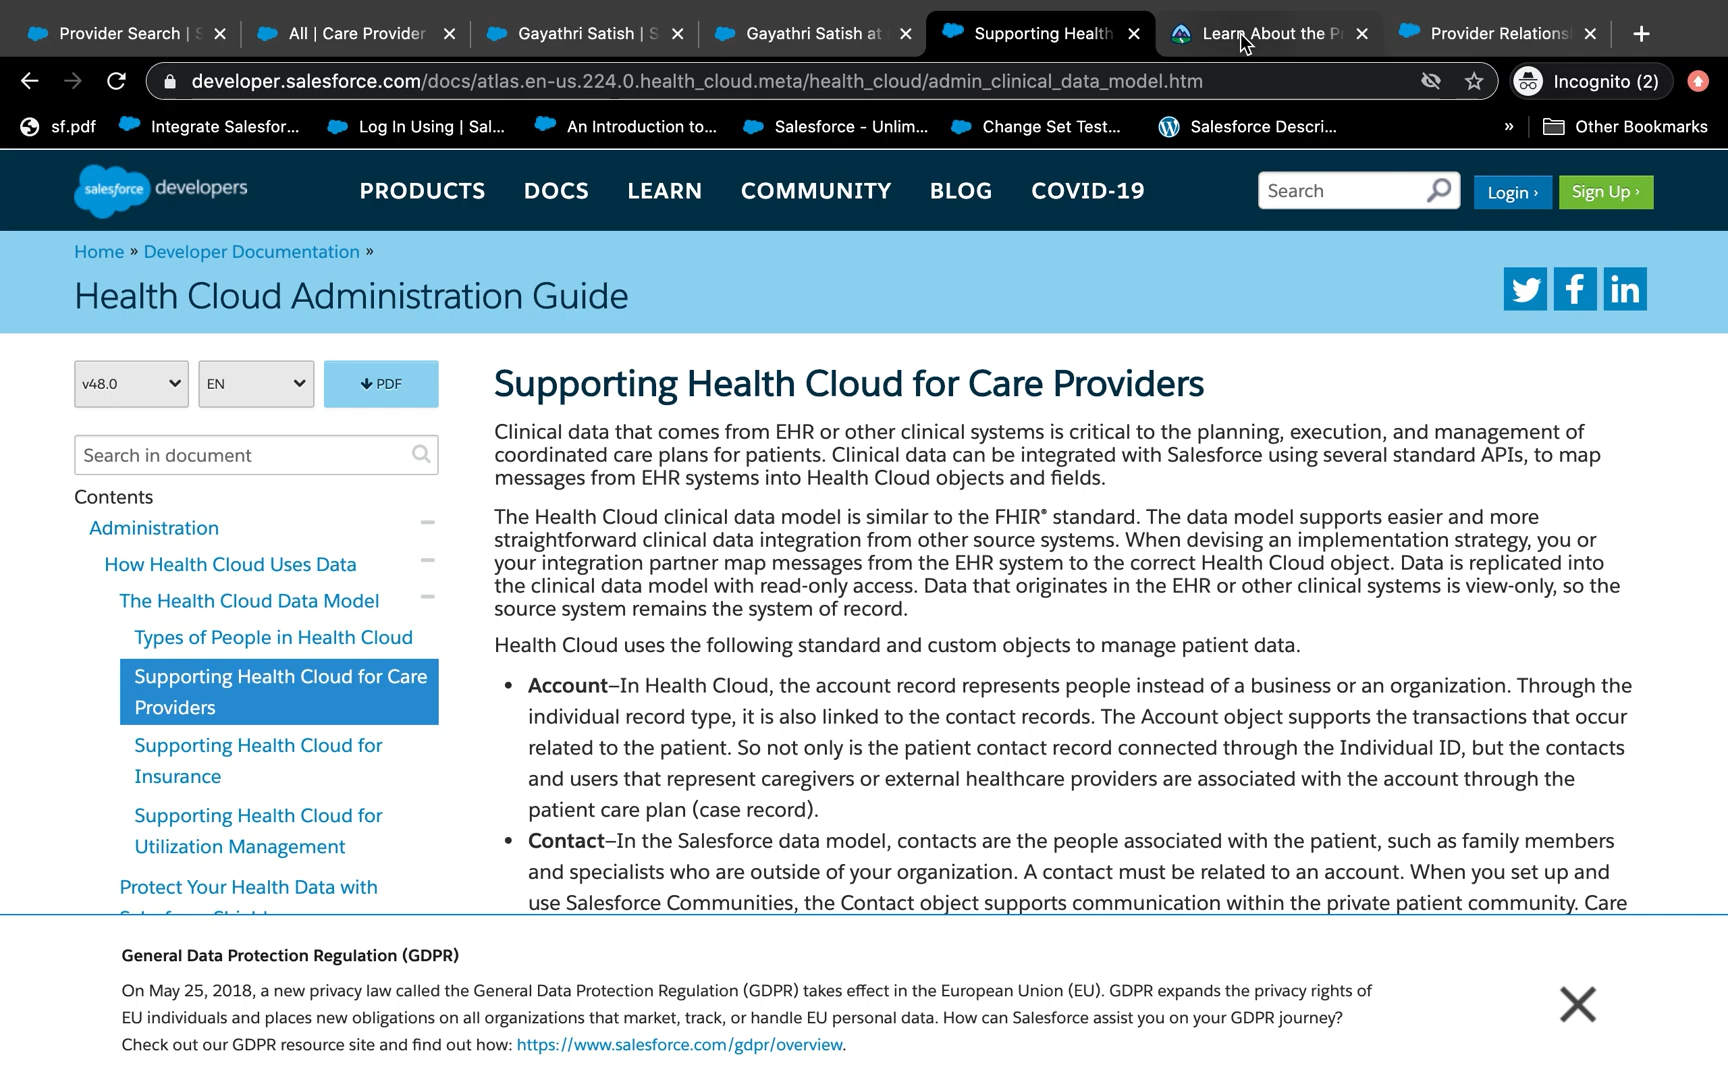 Provider Search | S
All | Care Provider
Gayathri Satish | S
Gayathri Satish at
Supporting Health
Learn About the Pr
Provider Relations
developer.salesforce.com/docs/atlas.en-us.224.0.health_cloud.meta/health_cloud/admin_clinical_data_model.htm
Incognito (2)
sf.pdf
Integrate Salesfor...
Log In Using | Sal...
An Introduction to...
Salesforce - Unlim...
Change Set Test...
Salesforce Descri...
»
Other Bookmarks
salesforce developers
PRODUCTS
DOCS
LEARN
COMMUNITY
BLOG
COVID-19
Search
Login ›
Sign Up ›
Home » Developer Documentation »
Health Cloud Administration Guide
v48.0
EN
PDF
Search in document
Contents
Administration
How Health Cloud Uses Data
The Health Cloud Data Model
Types of People in Health Cloud
Supporting Health Cloud for Care
Providers
Supporting Health Cloud for
Insurance
Supporting Health Cloud for
Utilization Management
Protect Your Health Data with
Supporting Health Cloud for Care Providers
Clinical data that comes from EHR or other clinical systems is critical to the planning, execution, and management of
coordinated care plans for patients. Clinical data can be integrated with Salesforce using several standard APIs, to map
messages from EHR systems into Health Cloud objects and fields.
The Health Cloud clinical data model is similar to the FHIR® standard. The data model supports easier and more
straightforward clinical data integration from other source systems. When devising an implementation strategy, you or
your integration partner map messages from the EHR system to the correct Health Cloud object. Data is replicated into
the clinical data model with read-only access. Data that originates in the EHR or other clinical systems is view-only, so the
source system remains the system of record.
Health Cloud uses the following standard and custom objects to manage patient data.
• Account–In Health Cloud, the account record represents people instead of a business or an organization. Through the
individual record type, it is also linked to the contact records. The Account object supports the transactions that occur
related to the patient. So not only is the patient contact record connected through the Individual ID, but the contacts
and users that represent caregivers or external healthcare providers are associated with the account through the
patient care plan (case record).
• Contact–In the Salesforce data model, contacts are the people associated with the patient, such as family members
and specialists who are outside of your organization. A contact must be related to an account. When you set up and
use Salesforce Communities, the Contact object supports communication within the private patient community. Care
General Data Protection Regulation (GDPR)
On May 25, 2018, a new privacy law called the General Data Protection Regulation (GDPR) takes effect in the European Union (EU). GDPR expands the privacy rights of
EU individuals and places new obligations on all organizations that market, track, or handle EU personal data. How can Salesforce assist you on your GDPR journey?
Check out our GDPR resource site and find out how: https://www.salesforce.com/gdpr/overview.